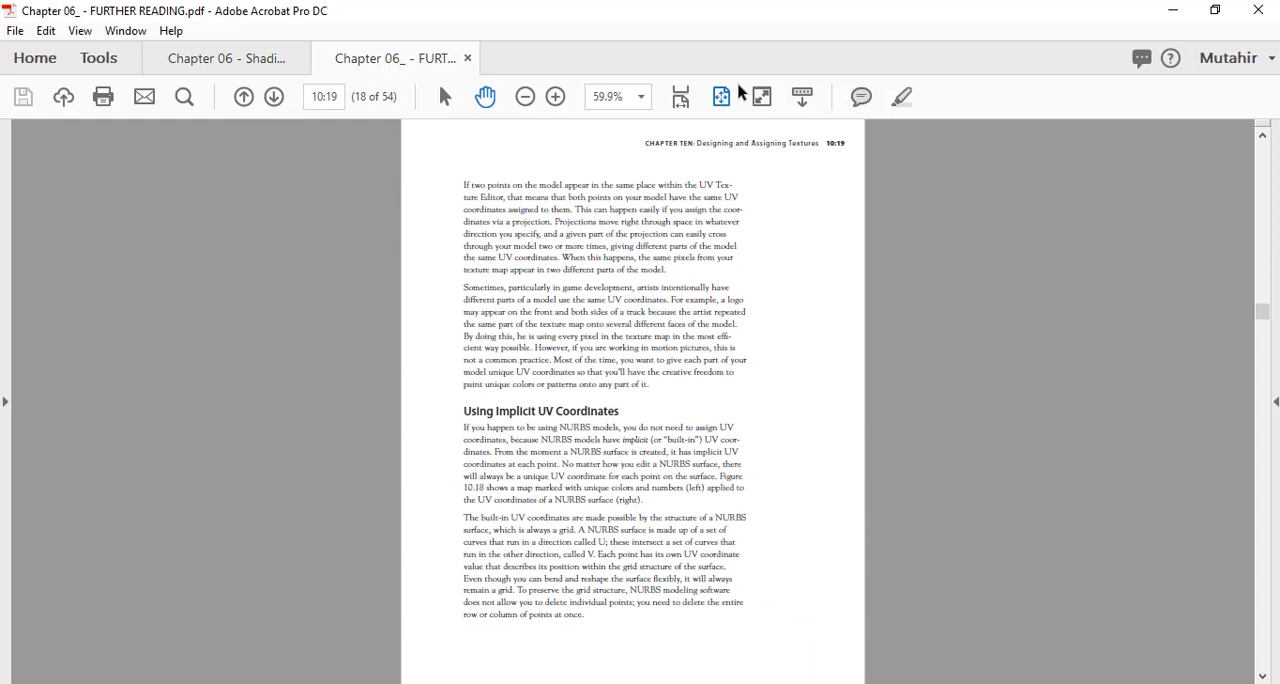 Chapter 06_ - FURTHER READING.pdf - Adobe Acrobat Pro DC
File Edit View Window Help
Home Tools Chapter 06 - Shadi... Chapter 06_ - FURT... × Mutahir
10:19 (18 of 54) 59.9%
CHAPTER TEN: Designing and Assigning Textures 10:19
If two points on the model appear in the same place within the UV Tex-
ture Editor, that means that both points on your model have the same UV
coordinates assigned to them. This can happen easily if you assign the coor-
dinates via a projection. Projections move right through space in whatever
direction you specify, and a given part of the projection can easily cross
through your model two or more times, giving different parts of the model
the same UV coordinates. When this happens, the same pixels from your
texture map appear in two different parts of the model.
Sometimes, particularly in game development, artists intentionally have
different parts of a model use the same UV coordinates. For example, a logo
may appear on the front and both sides of a truck because the artist repeated
the same part of the texture map onto several different faces of the model.
By doing this, he is using every pixel in the texture map in the most effi-
cient way possible. However, if you are working in motion pictures, this is
not a common practice. Most of the time, you want to give each part of your
model unique UV coordinates so that you'll have the creative freedom to
paint unique colors or patterns onto any part of it.
Using Implicit UV Coordinates
If you happen to be using NURBS models, you do not need to assign UV
coordinates, because NURBS models have implicit (or "built-in") UV coor-
dinates. From the moment a NURBS surface is created, it has implicit UV
coordinates at each point. No matter how you edit a NURBS surface, there
will always be a unique UV coordinate for each point on the surface. Figure
10.18 shows a map marked with unique colors and numbers (left) applied to
the UV coordinates of a NURBS surface (right).
The built-in UV coordinates are made possible by the structure of a NURBS
surface, which is always a grid. A NURBS surface is made up of a set of
curves that run in a direction called U; these intersect a set of curves that
run in the other direction, called V. Each point has its own UV coordinate
value that describes its position within the grid structure of the surface.
Even though you can bend and reshape the surface flexibly, it will always
remain a grid. To preserve the grid structure, NURBS modeling software
does not allow you to delete individual points; you need to delete the entire
row or column of points at once.